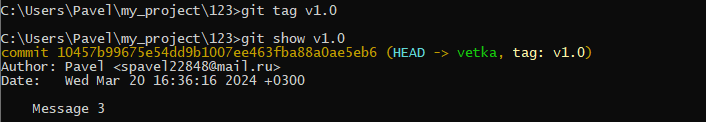 C:\Users\Pavel\my_project\123>git tag v1.0
C:\Users\Pavel\my_project\123>git show v1.0
commit 10457b99675e54dd9b1007ee463fba88a0ae5eb6 (HEAD -> vetka, tag: v1.0)
Author: Pavel <spavel22848@mail.ru>
Date:   Wed Mar 20 16:36:16 2024 +0300
    Message 3